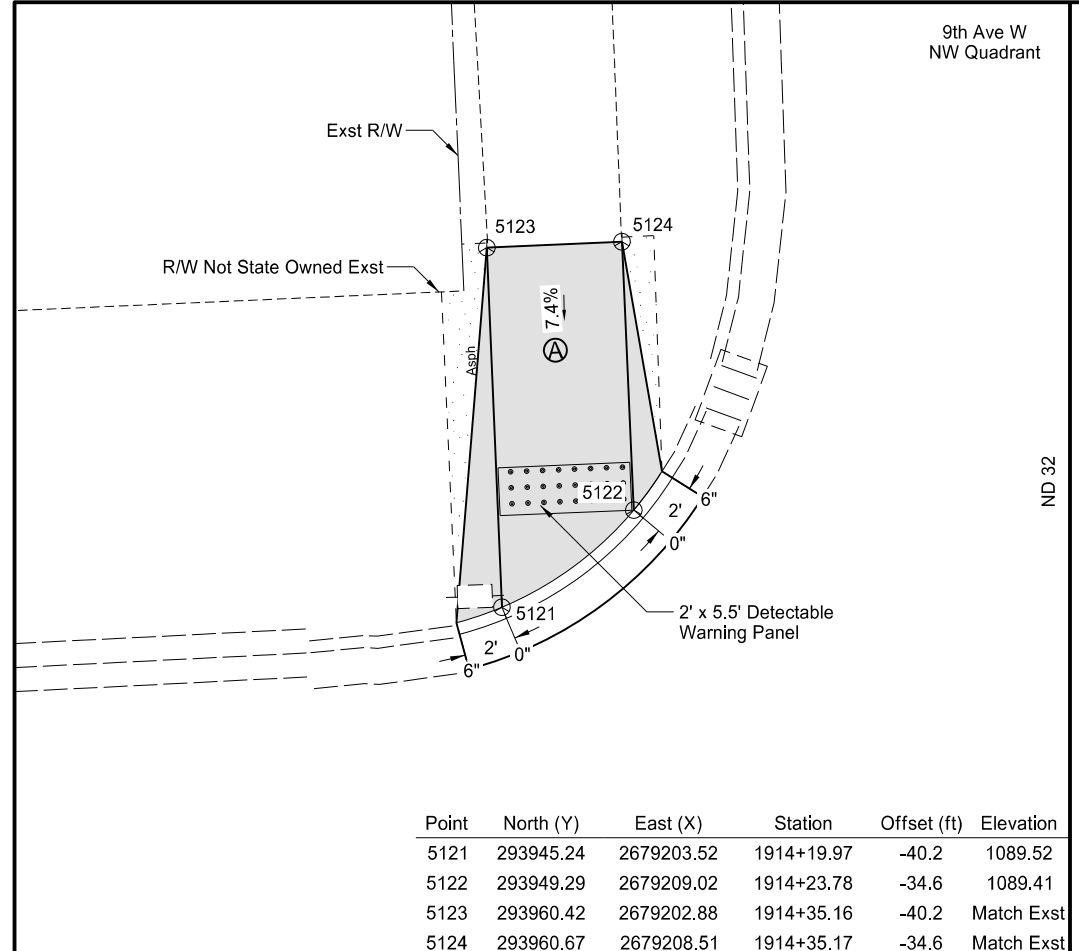 9th Ave W
NW Quadrant
Exst R/W
5123
5124
R/W Not State Owned Exst
7.4%
A
Asph
ND 32
5122
6"
2'
0"
5121
2' x 5.5' Detectable
Warning Panel
2'
0"
6"
Point North (Y) East (X) Station Offset (ft) Elevation
5121 293945.24 2679203.52 1914+19.97 -40.2 1089.52
5122 293949.29 2679209.02 1914+23.78 -34.6 1089.41
5123 293960.42 2679202.88 1914+35.16 -40.2 Match Exst
5124 293960.67 2679208.51 1914+35.17 -34.6 Match Exst